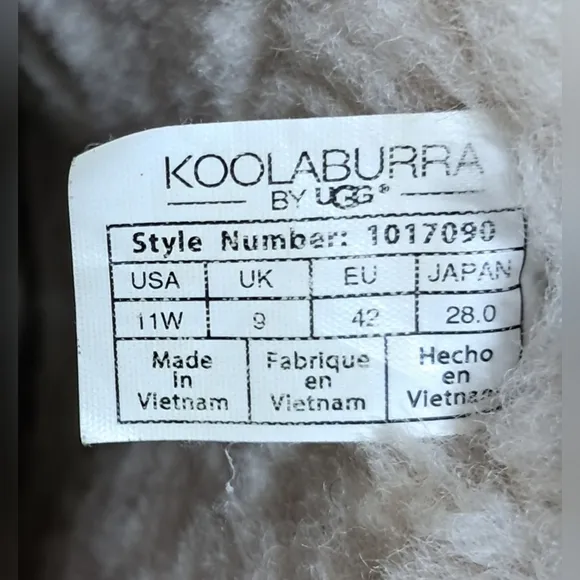 KOOLABURRA
BY UGG®
Style Number: 1017090
USA UK EU JAPAN
11W 9 42 28.0
Made in Vietnam
Fabrique en Vietnam
Hecho en Vietnam